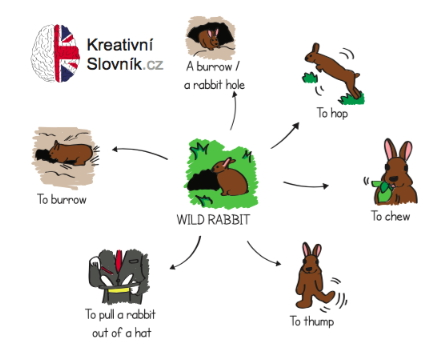 Kreativní
Slovník.cz
A burrow /
a rabbit hole
To hop
To burrow
WILD RABBIT
To chew
To pull a rabbit
out of a hat
To thump